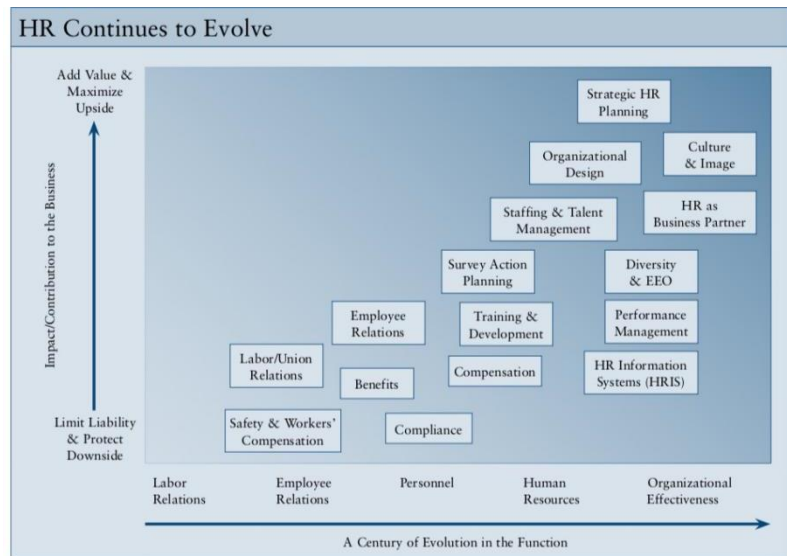 HR Continues to Evolve
Add Value &
Maximize
Upside
Impact/Contribution to the Business
Limit Liability
& Protect
Downside
Strategic HR
Planning
Organizational
Design
Culture
& Image
Staffing & Talent
Management
HR as
Business Partner
Survey Action
Planning
Diversity
& EEO
Employee
Relations
Training &
Development
Performance
Management
Labor/Union
Relations
Benefits
Compensation
HR Information
Systems (HRIS)
Safety & Workers’
Compensation
Compliance
Labor
Relations
Employee
Relations
Personnel
Human
Resources
Organizational
Effectiveness
A Century of Evolution in the Function